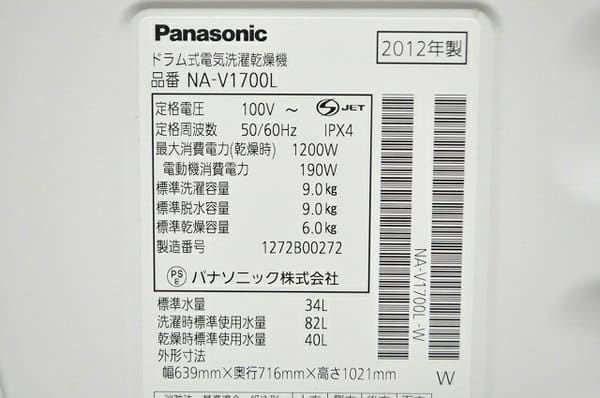 Panasonic
2012年製
ドラム式電気洗濯乾燥機
品番 NA-V1700L
定格電圧 100V ～ JET
定格周波数 50/60Hz IPX4
最大消費電力(乾燥時) 1200W
電動機消費電力 190W
標準洗濯容量 9.0kg
標準脱水容量 9.0kg
標準乾燥容量 6.0kg
製造番号 1272B00272
PSE パナソニック株式会社
標準水量 34L
洗濯時標準使用水量 82L
乾燥時標準使用水量 40L
外形寸法
幅639mm×奥行716mm×高さ1021mm W
NA-V1700L-W